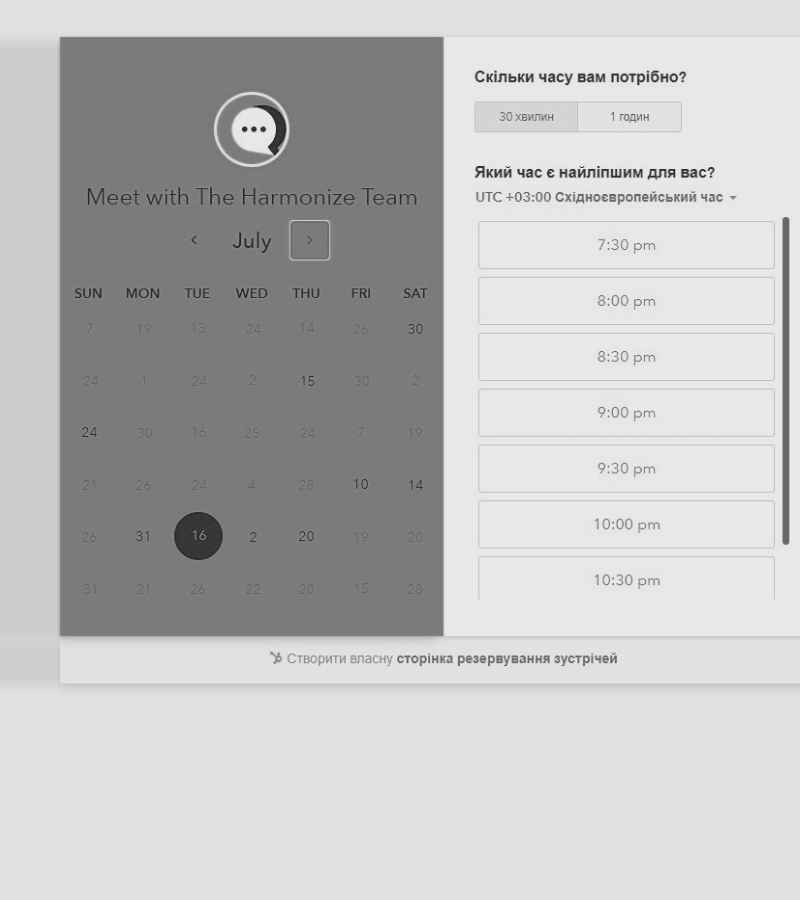 Meet with The Harmonize Team
July
SUN MON TUE WED THU FRI SAT
7 19 13 24 14 26 30
24 1 24 2 15 30 2
24 30 16 25 24 7 19
21 26 24 4 28 10 14
26 31 16 2 20 19 20
31 21 26 22 20 15 28
Скільки часу вам потрібно?
30 хвилин 1 годин
Який час є найліпшим для вас?
UTC +03:00 Східноєвропейський час
7:30 pm
8:00 pm
8:30 pm
9:00 pm
9:30 pm
10:00 pm
10:30 pm
Створити власну сторінка резервування зустрічей